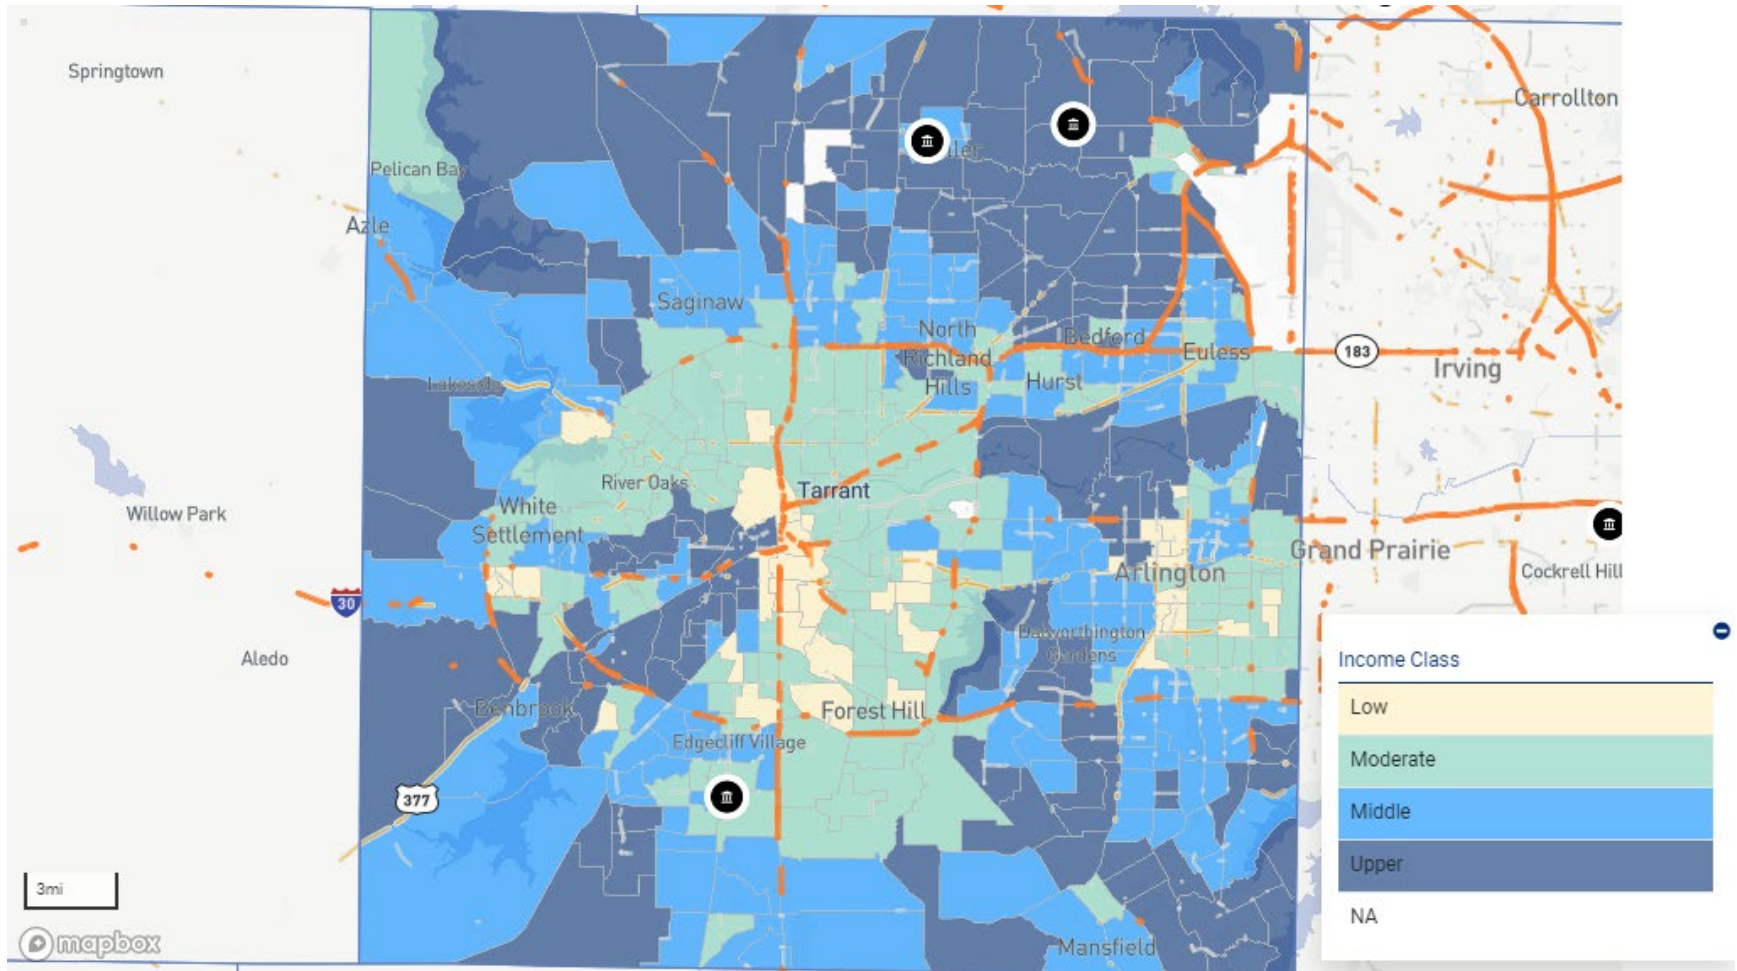 Springtown
Carrollton
Pelican Bay
Azle
Saginaw
North
Richland
Hills
Bedford
Euless
183
Irving
Lakeside
Hurst
River Oaks
Tarrant
White
Settlement
Willow Park
Grand Prairie
Arlington
Cockrell Hill
30
Aledo
Dalworthington
Gardens
Benbrook
Forest Hill
Edgecliff Village
377
Mansfield
3mi
mapbox
Income Class
Low
Moderate
Middle
Upper
NA